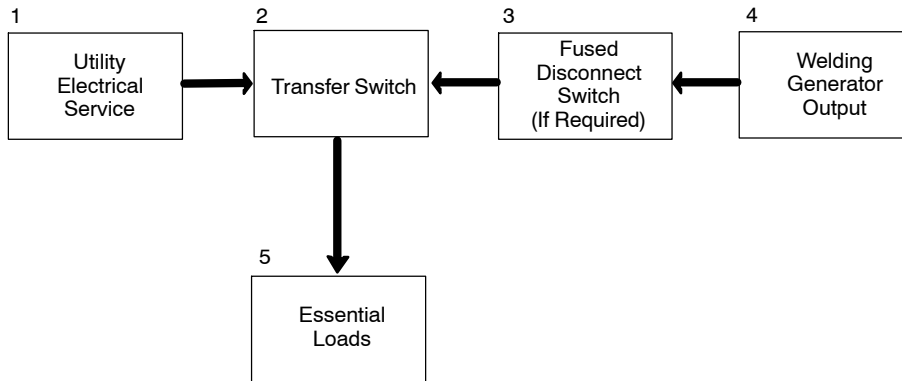 1
Utility
Electrical
Service
2
Transfer Switch
3
Fused
Disconnect
Switch
(If Required)
4
Welding
Generator
Output
5
Essential
Loads